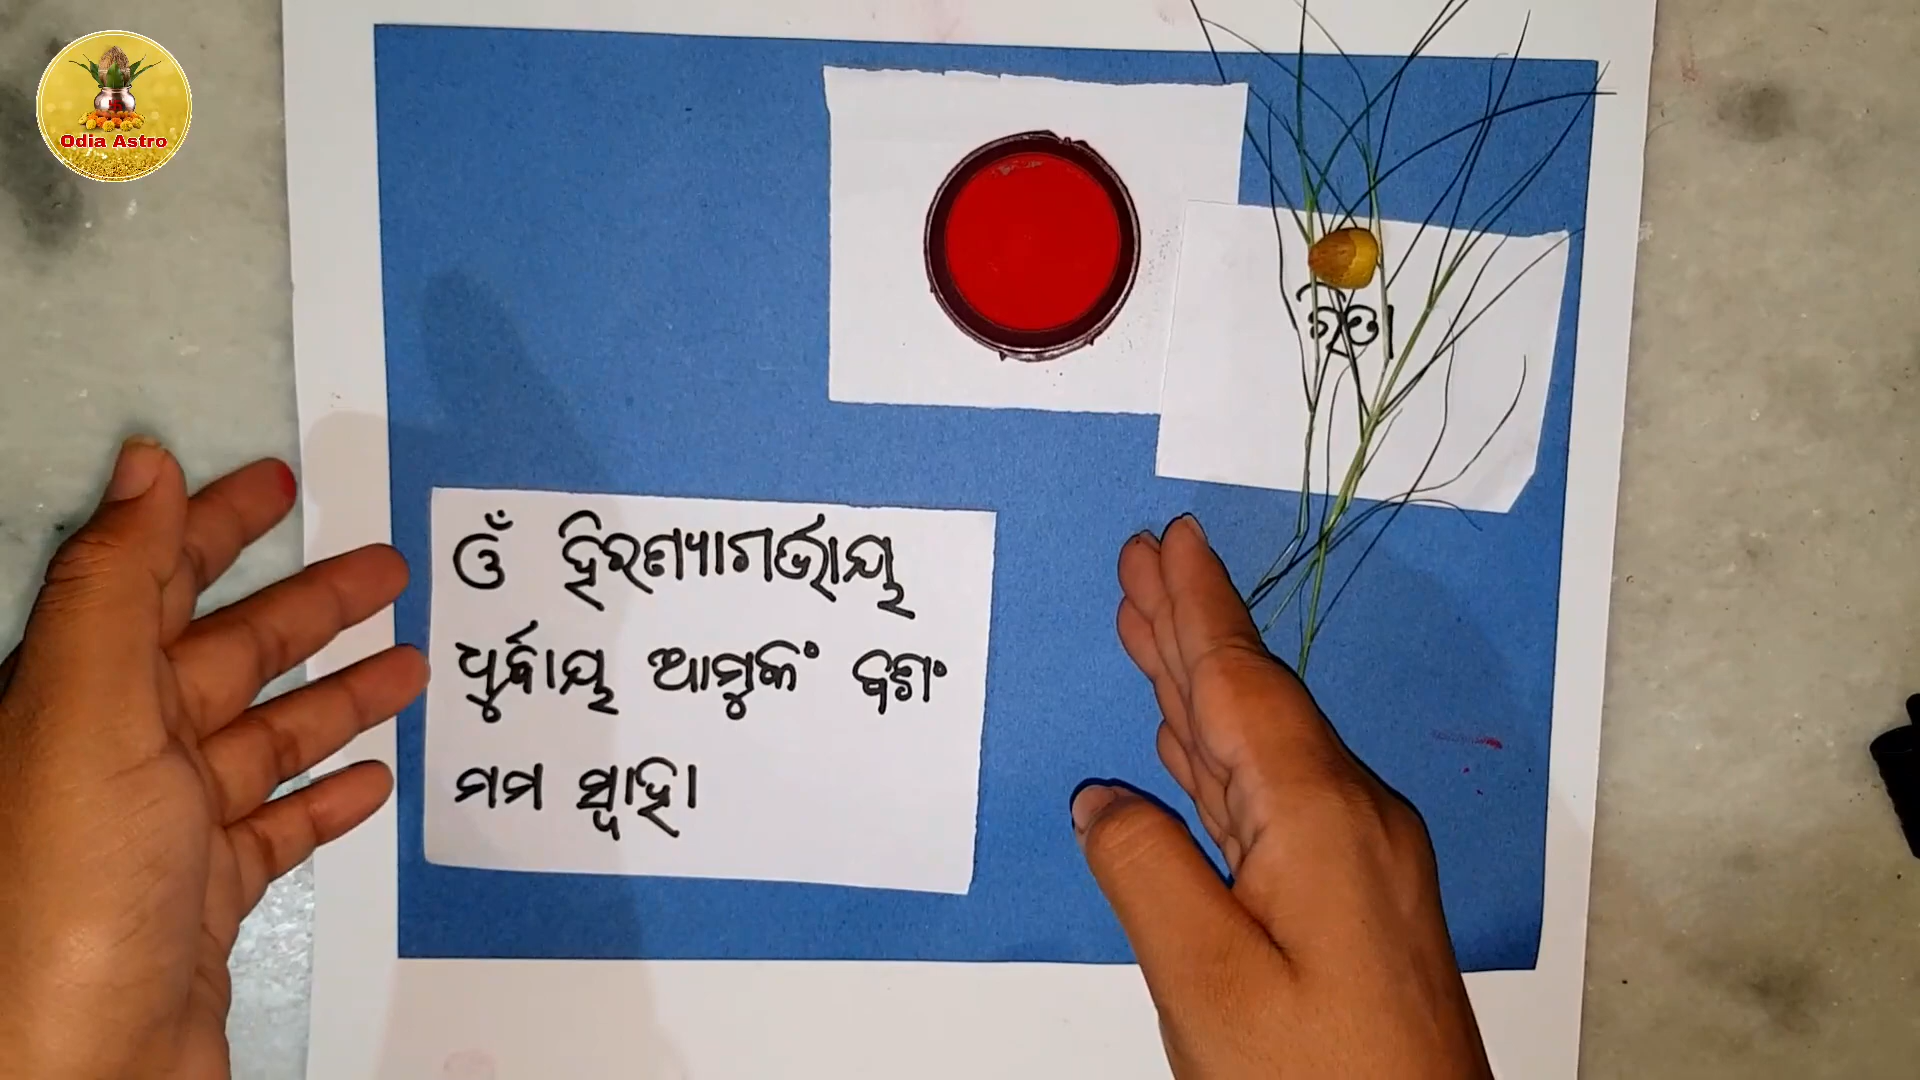 Odia Astro
ଓଁ ହିରଣ୍ୟାଗର୍ଭାୟ
ଧ୍ରୁର୍ବାୟ ଆମୁକିଂ ବଶଂ
ମମ ସ୍ୱାହା